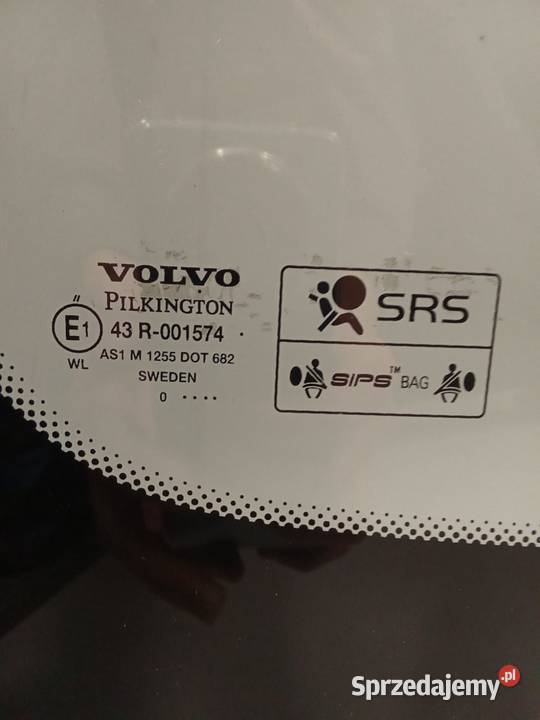 VOLVO
PILKINGTON
E1
43 R-001574 ·
WL
AS1 M 1255 DOT 682
SWEDEN
0 ····
SRS
SIPS™ BAG
Sprzedajemy.pl